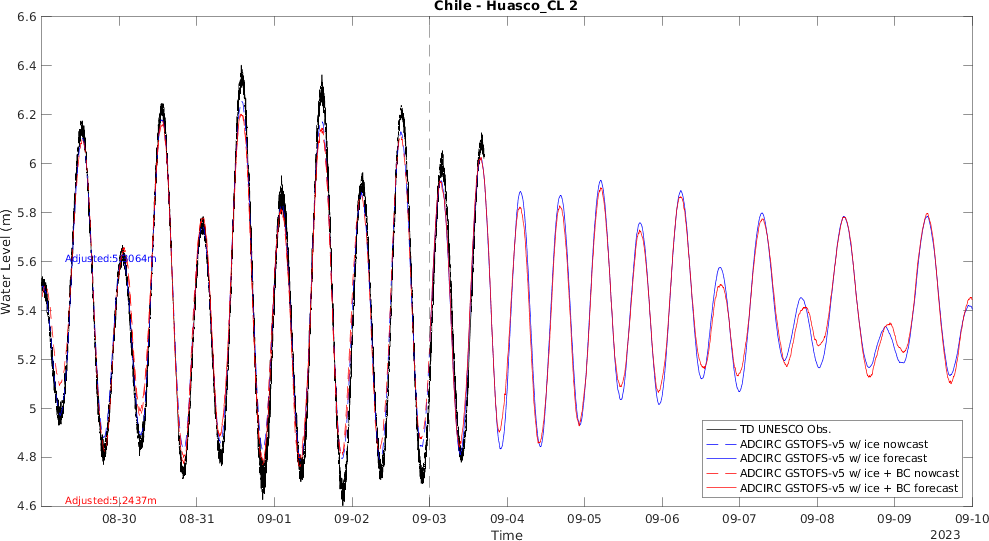 Chile - Huasco_CL 2
6.6
6.4
6.2
6
5.8
5.6
5.4
5.2
5
4.8
4.6
Water Level (m)
Adjusted:5.2437m
TD UNESCO Obs.
ADCIRC GSTOFS-v5 w/ ice nowcast
ADCIRC GSTOFS-v5 w/ ice forecast
ADCIRC GSTOFS-v5 w/ ice + BC nowcast
ADCIRC GSTOFS-v5 w/ ice + BC forecast
08-30 08-31 09-01 09-02 09-03 09-04 09-05 09-06 09-07 09-08 09-09 09-10
Time
2023